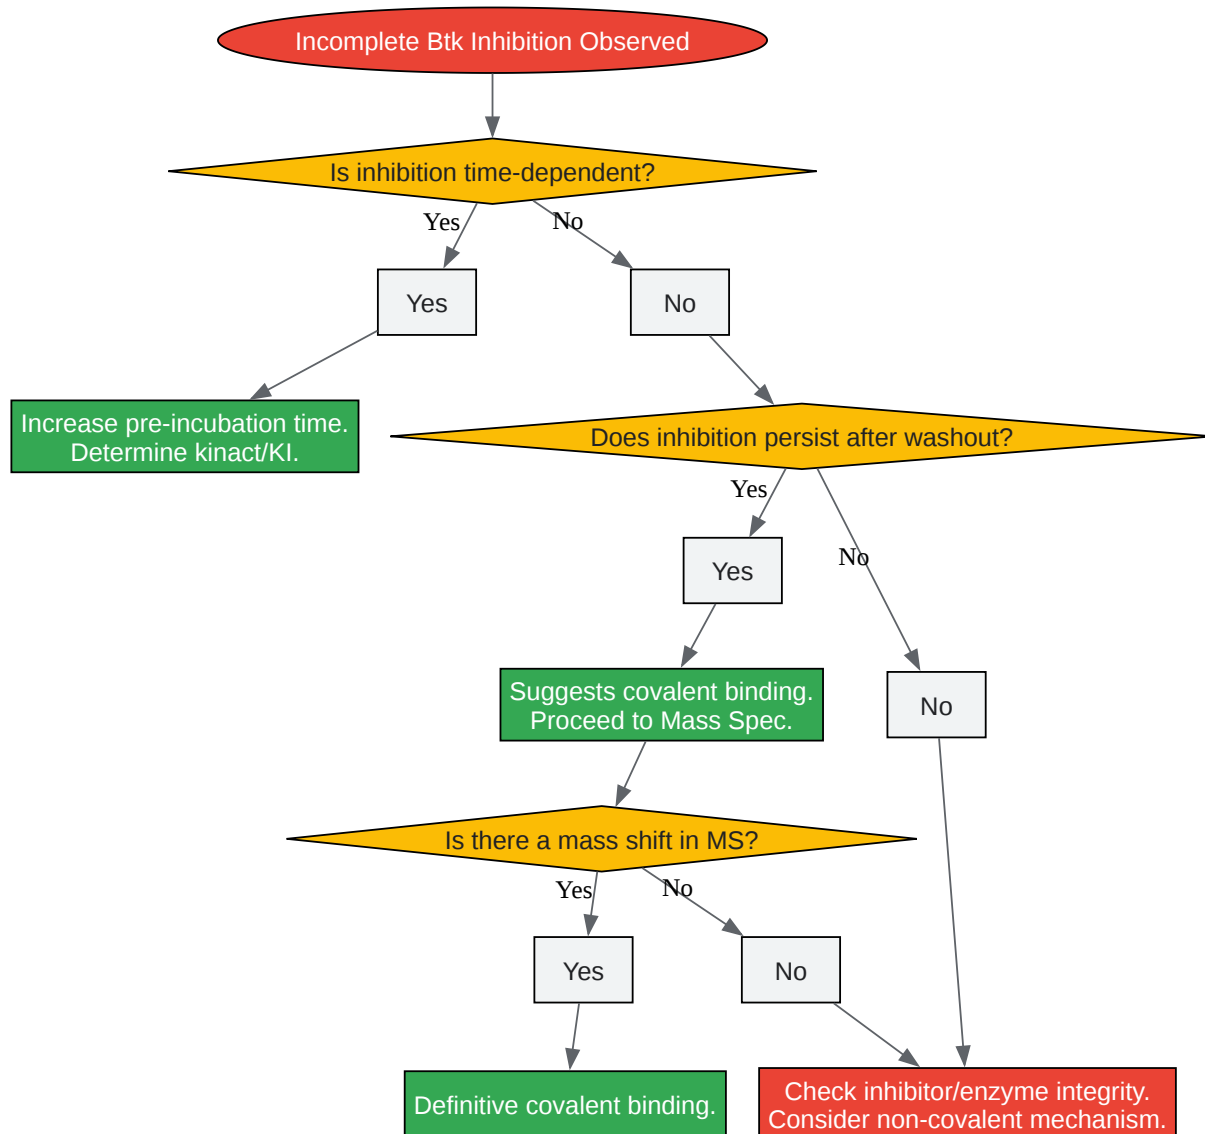 Incomplete Btk Inhibition Observed
Is inhibition time-dependent?
Yes
No
Yes
No
Increase pre-incubation time.
Determine kinact/KI.
Does inhibition persist after washout?
Yes
No
Yes
Suggests covalent binding.
Proceed to Mass Spec.
No
Is there a mass shift in MS?
Yes
No
Yes
No
Definitive covalent binding.
Check inhibitor/enzyme integrity.
Consider non-covalent mechanism.